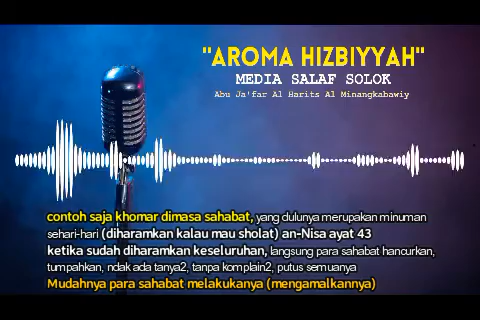 "AROMA HIZBIYYAH"
MEDIA SALAF SOLOK
Abu Ja'far Al Harits Al Minangkabawiy
contoh saja khomar dimasa sahabat, yang dulunya merupakan minuman
sehari-hari (diharamkan kalau mau sholat) an-Nisa ayat 43
ketika sudah diharamkan keseluruhan, langsung para sahabat hancurkan,
tumpahkan, ndak ada tanya2, tanpa komplain2, putus semuanya
Mudahnya para sahabat melakukanya (mengamalkannya)